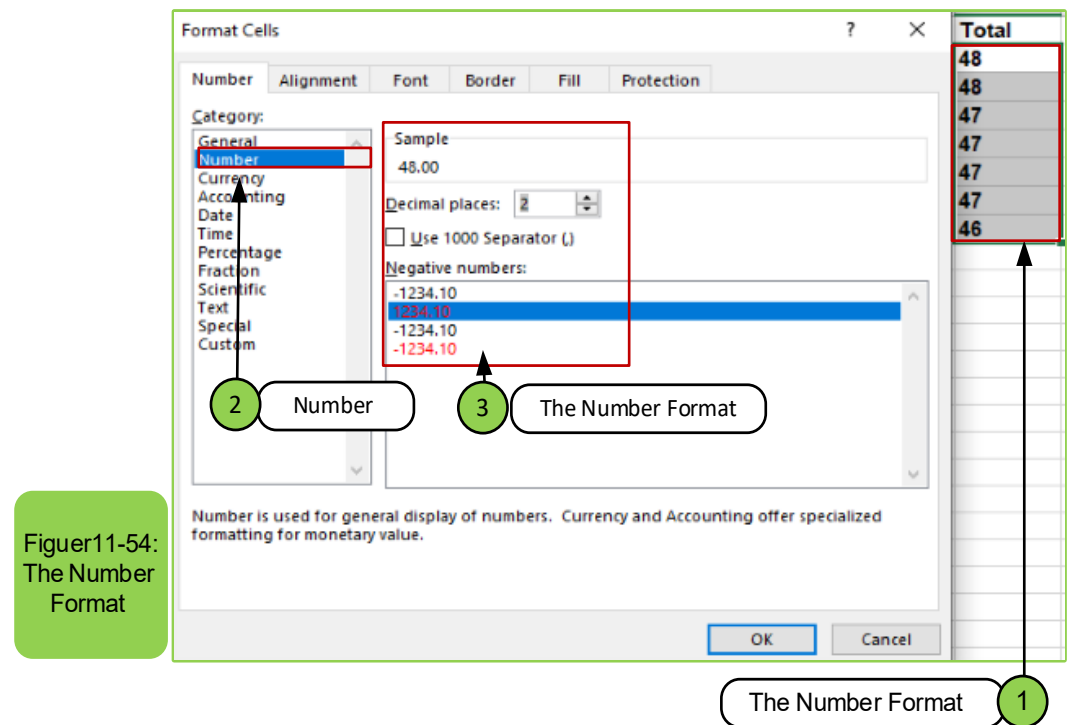 Format Cells ? ×
Number Alignment Font Border Fill Protection
Category:
General
Number
Currency
Accounting
Date
Time
Percentage
Fraction
Scientific
Text
Special
Custom
Sample
48.00
Decimal places: 2
Use 1000 Separator (,)
Negative numbers:
-1234.10
1234.10
-1234.10
-1234.10
2 Number
3 The Number Format
Number is used for general display of numbers. Currency and Accounting offer specialized
formatting for monetary value.
OK Cancel
Total
48
48
47
47
47
47
46
The Number Format 1
Figuer11-54:
The Number
Format